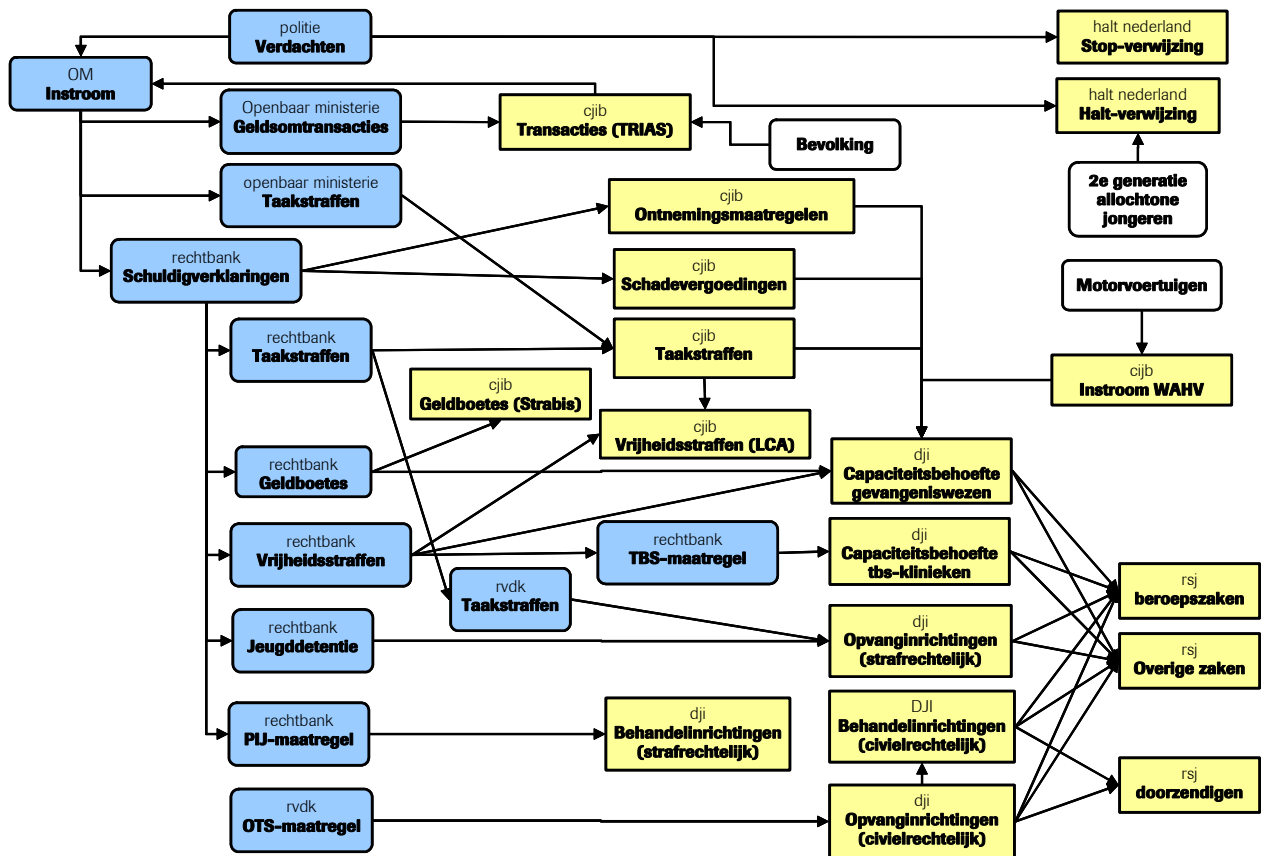 politie
Verdachten
halt nederland
Stop-verwijzing
OM
Instroom
halt nederland
Halt-verwijzing
Openbaar ministerie
Geldsomtransacties
cjib
Transacties (TRIAS)
Bevolking
2e generatie
allochtone
jongeren
openbaar ministerie
Taakstraffen
cjib
Ontnemingsmaatregelen
rechtbank
Schuldigverklaringen
cjib
Schadevergoedingen
Motorvoertuigen
rechtbank
Taakstraffen
cjib
Taakstraffen
cijb
Instroom WAHV
cjib
Geldboetes (Strabis)
cjib
Vrijheidsstraffen (LCA)
rechtbank
Geldboetes
dji
Capaciteitsbehoefte
gevangeniswezen
rechtbank
Vrijheidsstraffen
rechtbank
TBS-maatregel
dji
Capaciteitsbehoefte
tbs-klinieken
rvdk
Taakstraffen
rsj
beroepszaken
rechtbank
Jeugddetentie
dji
Opvanginrichtingen
(strafrechtelijk)
rsj
Overige zaken
rechtbank
PIJ-maatregel
dji
Behandelinrichtingen
(strafrechtelijk)
DJI
Behandelinrichtingen
(civielrechtelijk)
rsj
doorzendigen
rvdk
OTS-maatregel
dji
Opvanginrichtingen
(civielrechtelijk)